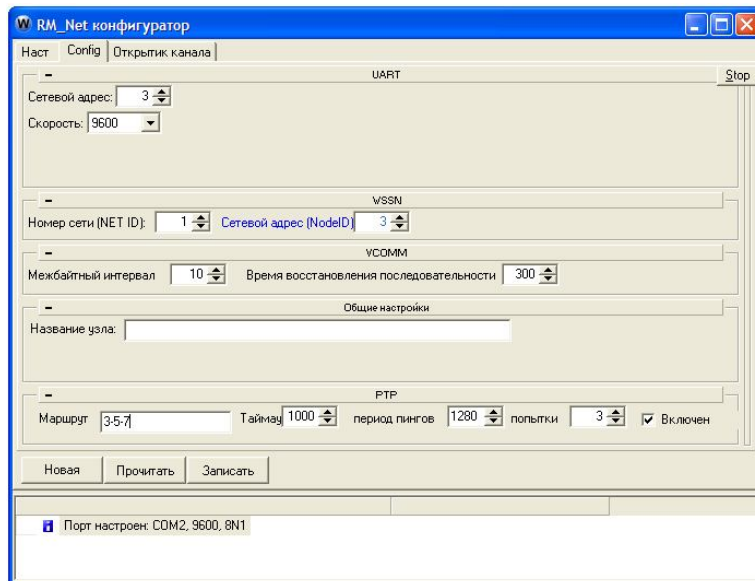 RM_Net конфигуратор
Наст Config Открытик канала
UART Stop
Сетевой адрес: 3
Скорость: 9600
WSSN
Номер сети (NET ID): 1 Сетевой адрес (NodeID) 3
VCOMM
Межбайтный интервал 10 Время восстановления последовательности 300
Общие настройки
Название узла:
PTP
Маршрут 3-5-7 Таймау 1000 период пингов 1280 попытки 3 Включен
Новая Прочитать Записать
Порт настроен: COM2, 9600, 8N1